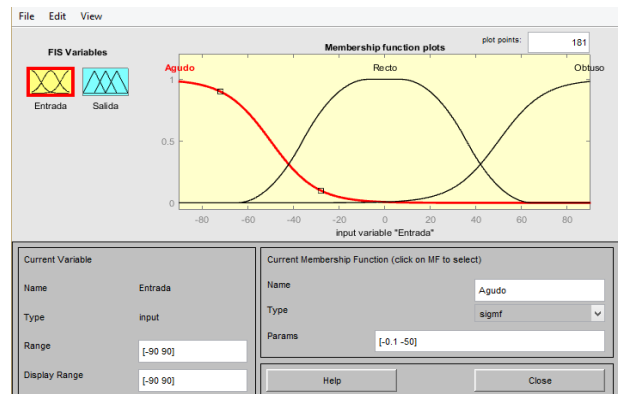 File Edit View
FIS Variables
Entrada Salida
Membership function plots
plot points: 181
Agudo Recto Obtuso
1
0.5
0
-80 -60 -40 -20 0 20 40 60 80
input variable "Entrada"
Current Variable
Name Entrada
Type input
Range [-90 90]
Display Range [-90 90]
Current Membership Function (click on MF to select)
Name Agudo
Type sigmf
Params [-0.1 -50]
Help Close